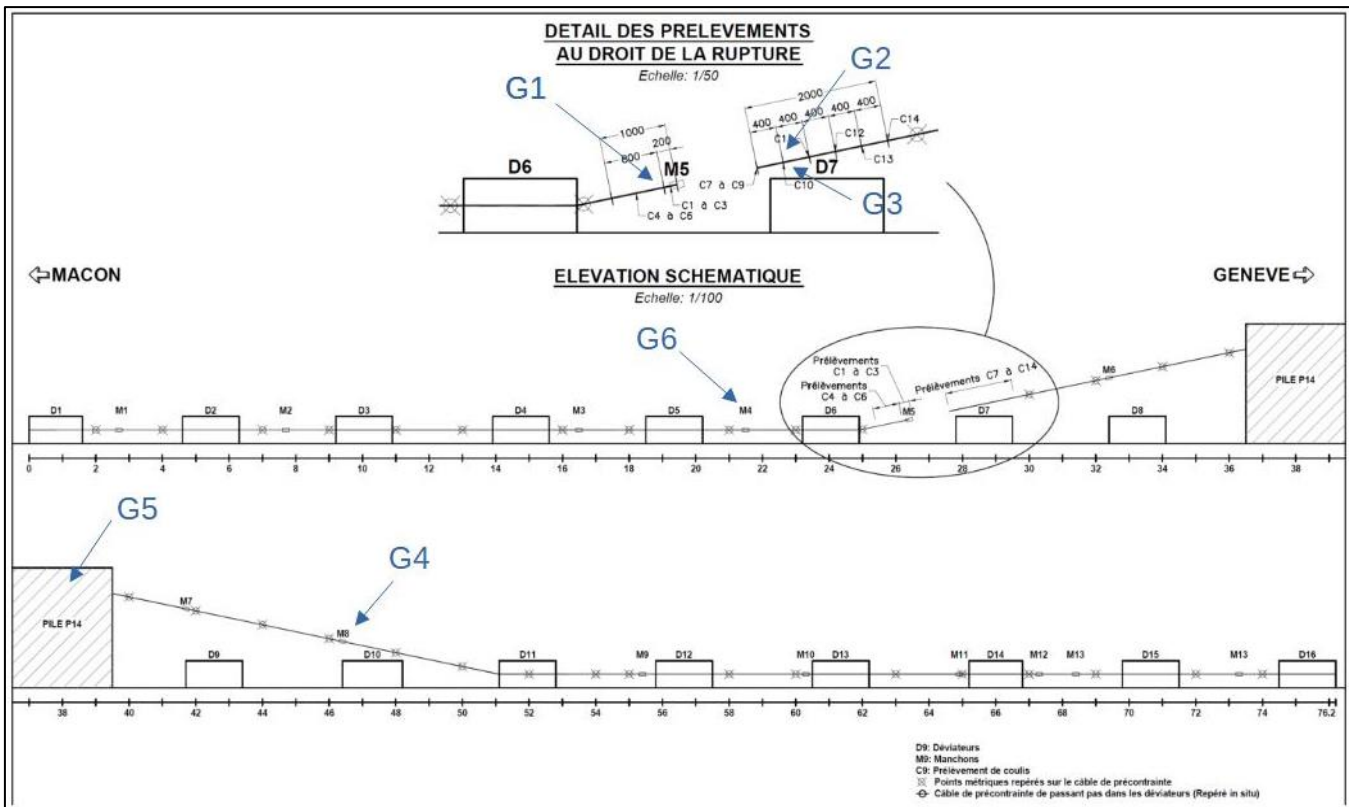 DETAIL DES PRELEVEMENTS
AU DROIT DE LA RUPTURE
Echelle: 1/50
G1
G2
2000
400 400 400 400 400
1000
800 200
C14
C12
C13
D6
M5
D7
C7 à C9
C10
C1 à C3
C4 à C6
G3
MACON
ELEVATION SCHEMATIQUE
Echelle: 1/100
GENEVE
G6
Prélèvements
C1 à C3
Prélèvements
C4 à C6
Prélèvements C7 à C14
M5
M6
PILE P14
D1 M1 D2 M2 D3 D4 M3 D5 M4 D6 D7 D8
0 2 4 6 8 10 12 14 16 18 20 22 24 26 28 30 32 34 36 38
G5
G4
PILE P14
M7
M8
D9 D10 D11 M9 D12 M10 D13 M11 D14 M12 M13 D15 M13 D16
38 40 42 44 46 48 50 52 54 56 58 60 62 64 66 68 70 72 74 76.2
D9: Déviateurs
M9: Manchons
C9: Prélèvement de coulis
Points métriques repérés sur le câble de précontrainte
Câble de précontrainte de passant pas dans les déviateurs (Repéré in situ)